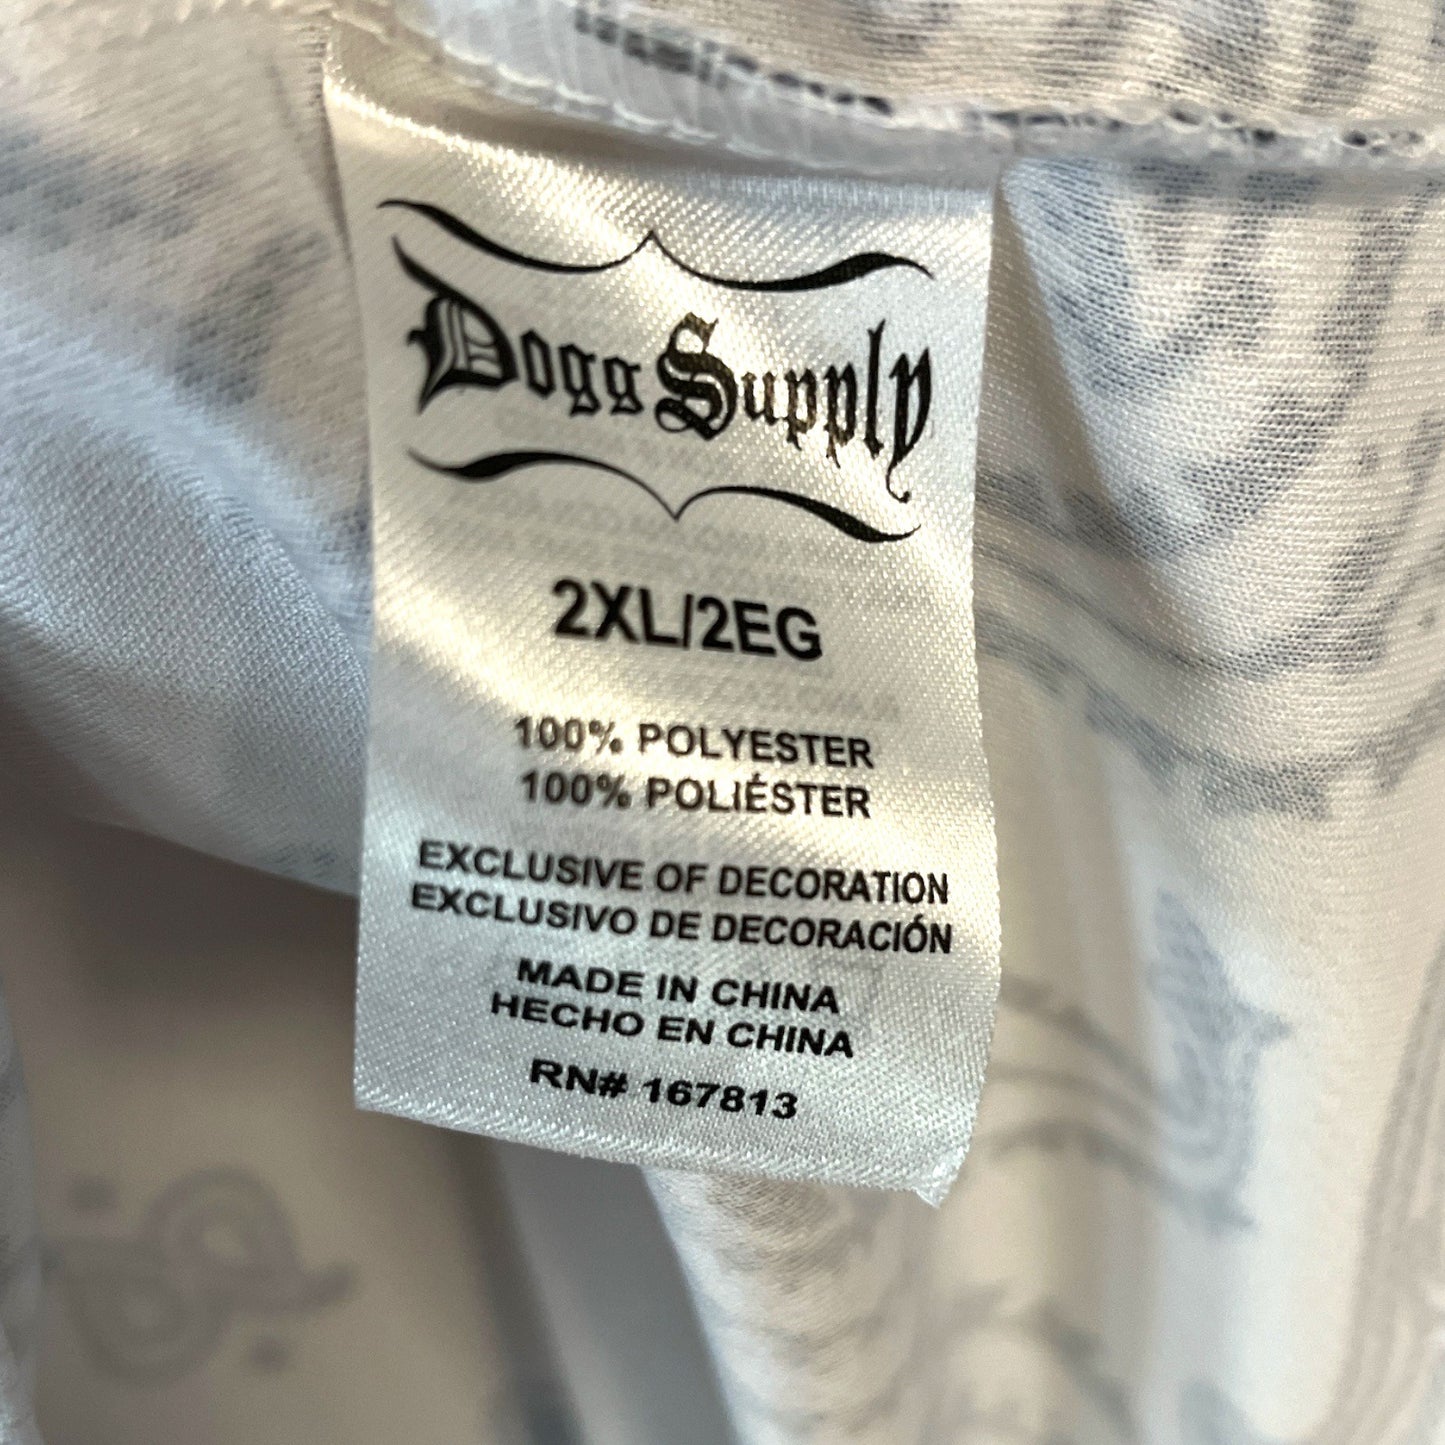 Dogg Supply
2XL/2EG
100% POLYESTER
100% POLIÉSTER
EXCLUSIVE OF DECORATION
EXCLUSIVO DE DECORACIÓN
MADE IN CHINA
HECHO EN CHINA
RN# 167813